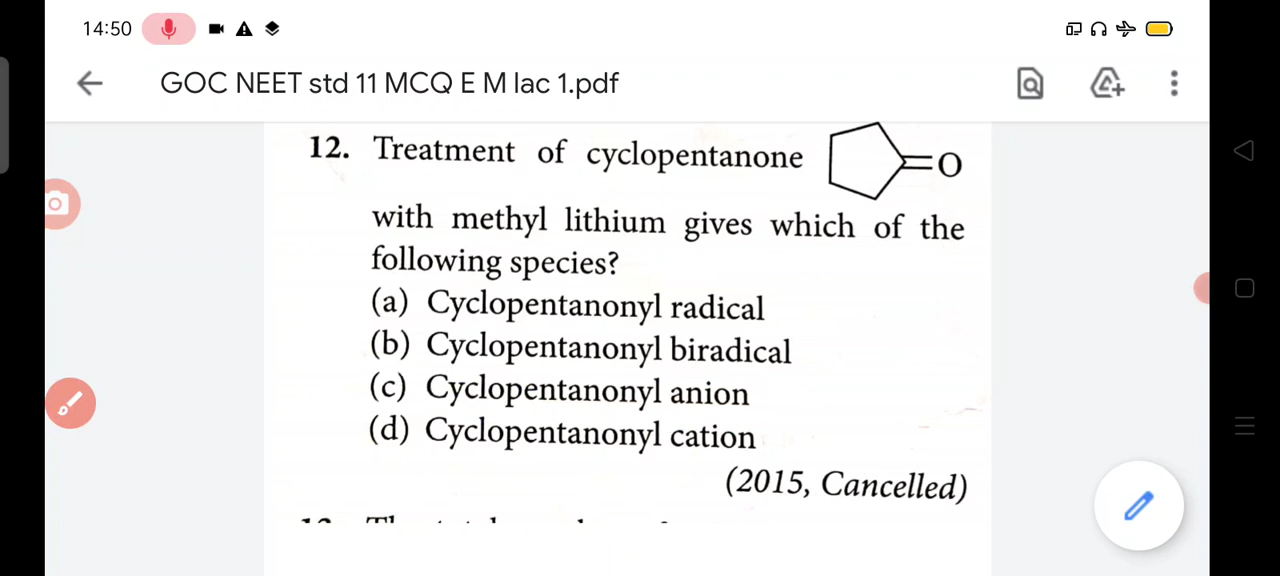 14:50
GOC NEET std 11 MCQ E M lac 1.pdf
12. Treatment of cyclopentanone =O
with methyl lithium gives which of the
following species?
(a) Cyclopentanonyl radical
(b) Cyclopentanonyl biradical
(c) Cyclopentanonyl anion
(d) Cyclopentanonyl cation
(2015, Cancelled)